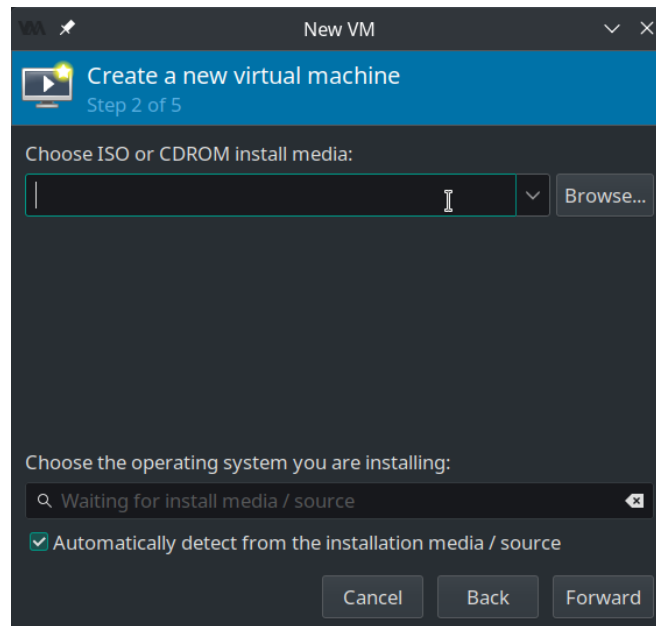 New VM
Create a new virtual machine
Step 2 of 5
Choose ISO or CDROM install media:
Browse...
Choose the operating system you are installing:
Waiting for install media / source
Automatically detect from the installation media / source
Cancel Back Forward